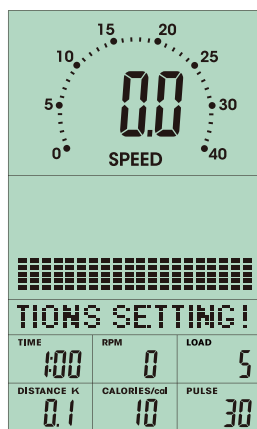 15 20
10 25
5 0.0 30
0 SPEED 40
TIONS SETTING!
TIME RPM LOAD
1:00 0 5
DISTANCE K CALORIES/cal PULSE
0.1 10 30